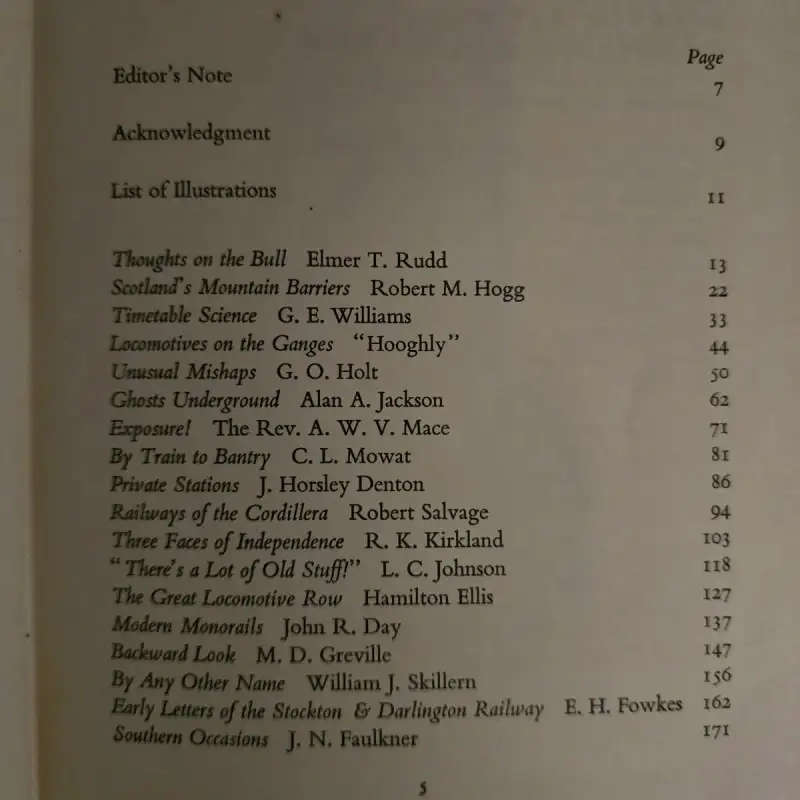 Page
Editor's Note 7
Acknowledgment 9
List of Illustrations 11
Thoughts on the Bull Elmer T. Rudd 13
Scotland's Mountain Barriers Robert M. Hogg 22
Timetable Science G. E. Williams 33
Locomotives on the Ganges “Hooghly” 44
Unusual Mishaps G. O. Holt 50
Ghosts Underground Alan A. Jackson 62
Exposure! The Rev. A. W. V. Mace 71
By Train to Bantry C. L. Mowat 81
Private Stations J. Horsley Denton 86
Railways of the Cordillera Robert Salvage 94
Three Faces of Independence R. K. Kirkland 103
“There's a Lot of Old Stuff!” L. C. Johnson 118
The Great Locomotive Row Hamilton Ellis 127
Modern Monorails John R. Day 137
Backward Look M. D. Greville 147
By Any Other Name William J. Skillern 156
Early Letters of the Stockton & Darlington Railway E. H. Fowkes 162
Southern Occasions J. N. Faulkner 171
5